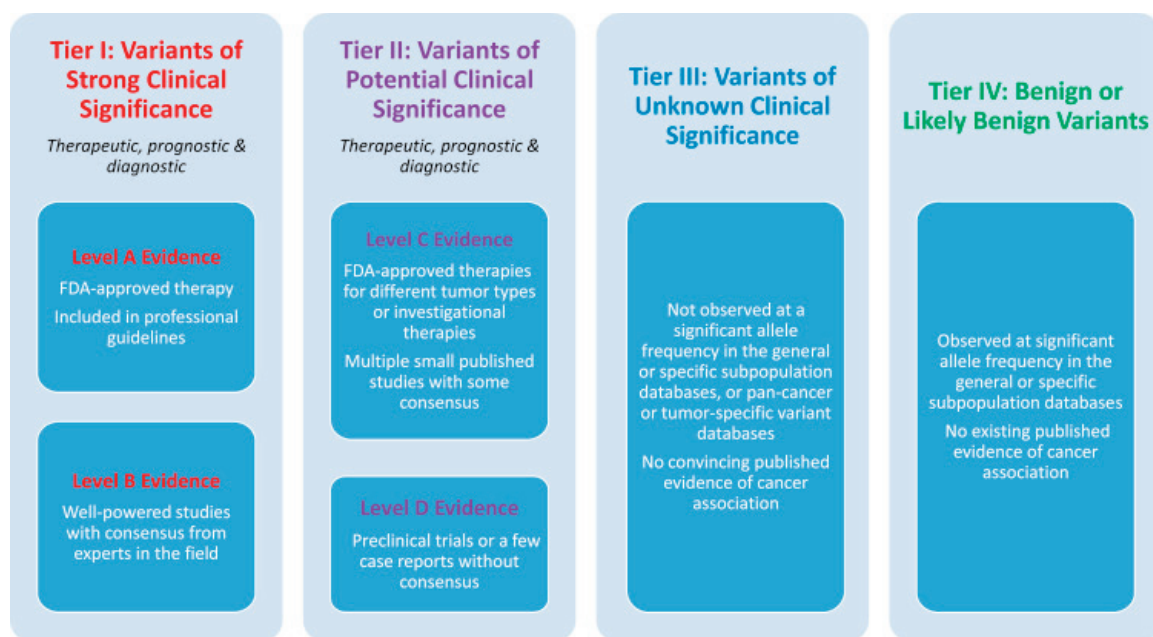 Tier I: Variants of
Strong Clinical
Significance
Therapeutic, prognostic &
diagnostic
Level A Evidence
FDA-approved therapy
Included in professional
guidelines
Level B Evidence
Well-powered studies
with consensus from
experts in the field
Tier II: Variants of
Potential Clinical
Significance
Therapeutic, prognostic &
diagnostic
Level C Evidence
FDA-approved therapies
for different tumor types
or investigational
therapies
Multiple small published
studies with some
consensus
Level D Evidence
Preclinical trials or a few
case reports without
consensus
Tier III: Variants of
Unknown Clinical
Significance
Not observed at a
significant allele
frequency in the general
or specific subpopulation
databases, or pan-cancer
or tumor-specific variant
databases
No convincing published
evidence of cancer
association
Tier IV: Benign or
Likely Benign Variants
Observed at significant
allele frequency in the
general or specific
subpopulation databases
No existing published
evidence of cancer
association